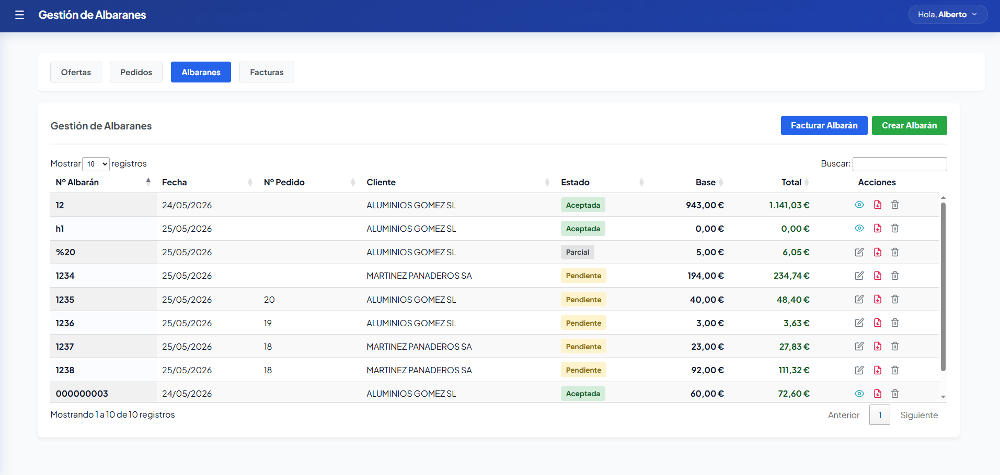 Gestión de Albaranes
Hola, Alberto
Ofertas Pedidos Albaranes Facturas
Gestión de Albaranes
Facturar Albarán Crear Albarán
Mostrar 10 registros
Buscar:
Nº Albarán Fecha Nº Pedido Cliente Estado Base Total Acciones
12 24/05/2026 ALUMINIOS GOMEZ SL Aceptada 943,00 € 1.141,03 €
h1 25/05/2026 ALUMINIOS GOMEZ SL Aceptada 0,00 € 0,00 €
%20 25/05/2026 ALUMINIOS GOMEZ SL Parcial 5,00 € 6,05 €
1234 25/05/2026 MARTINEZ PANADEROS SA Pendiente 194,00 € 234,74 €
1235 25/05/2026 20 ALUMINIOS GOMEZ SL Pendiente 40,00 € 48,40 €
1236 25/05/2026 19 ALUMINIOS GOMEZ SL Pendiente 3,00 € 3,63 €
1237 25/05/2026 18 MARTINEZ PANADEROS SA Pendiente 23,00 € 27,83 €
1238 25/05/2026 18 MARTINEZ PANADEROS SA Pendiente 92,00 € 111,32 €
000000003 24/05/2026 ALUMINIOS GOMEZ SL Aceptada 60,00 € 72,60 €
Mostrando 1 a 10 de 10 registros
Anterior 1 Siguiente